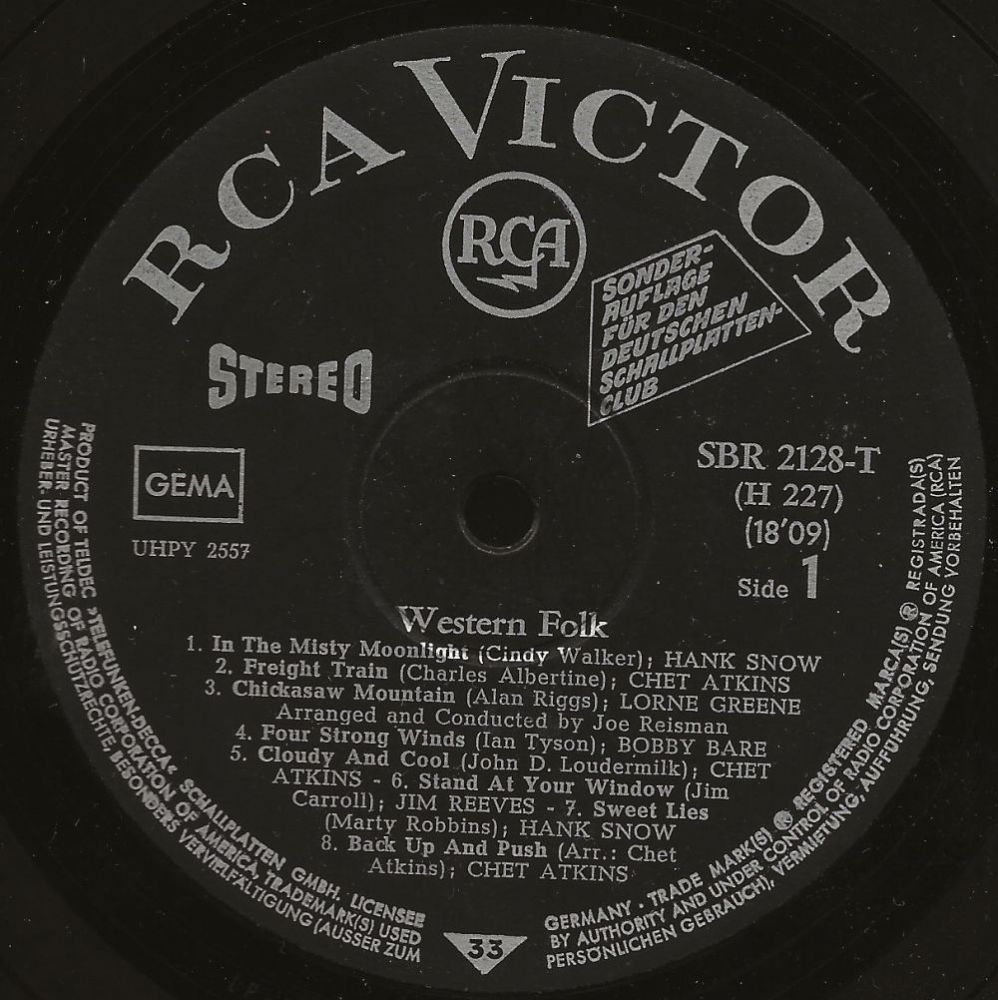 RCA VICTOR
RCA
SONDER-
AUFLAGE
FÜR DEN
DEUTSCHEN
SCHALLPLATTEN-
CLUB
STEREO
GEMA
UHPY 2557
SBR 2128-T
(H 227)
(18'09)
Side 1
Western Folk
1. In The Misty Moonlight (Cindy Walker); HANK SNOW
2. Freight Train (Charles Albertine); CHET ATKINS
3. Chickasaw Mountain (Alan Riggs); LORNE GREENE
Arranged and Conducted by Joe Reisman
4. Four Strong Winds (Ian Tyson); BOBBY BARE
5. Cloudy And Cool (John D. Loudermilk); CHET
ATKINS - 6. Stand At Your Window (Jim
Carroll); JIM REEVES - 7. Sweet Lies
(Marty Robbins); HANK SNOW
8. Back Up And Push (Arr.: Chet
Atkins); CHET ATKINS
33
PRODUCT OF TELDEC »TELEFUNKEN-DECCA« SCHALLPLATTEN GMBH. LICENSEE
MASTER RECORDING OF RADIO CORPORATION OF AMERICA, TRADEMARK(S) USED
URHEBER- UND LEISTUNGSSCHUTZRECHTE, BESONDERS VERVIELFÄLTIGUNG (AUSSER ZUM
GERMANY · TRADE MARK(S) ® REGISTERED MARCA(S) ® REGISTRADA(S)
BY AUTHORITY AND UNDER CONTROL OF RADIO CORPORATION OF AMERICA (RCA)
PERSÖNLICHEN GEBRAUCH), VERMIETUNG, AUFFÜHRUNG, SENDUNG VORBEHALTEN